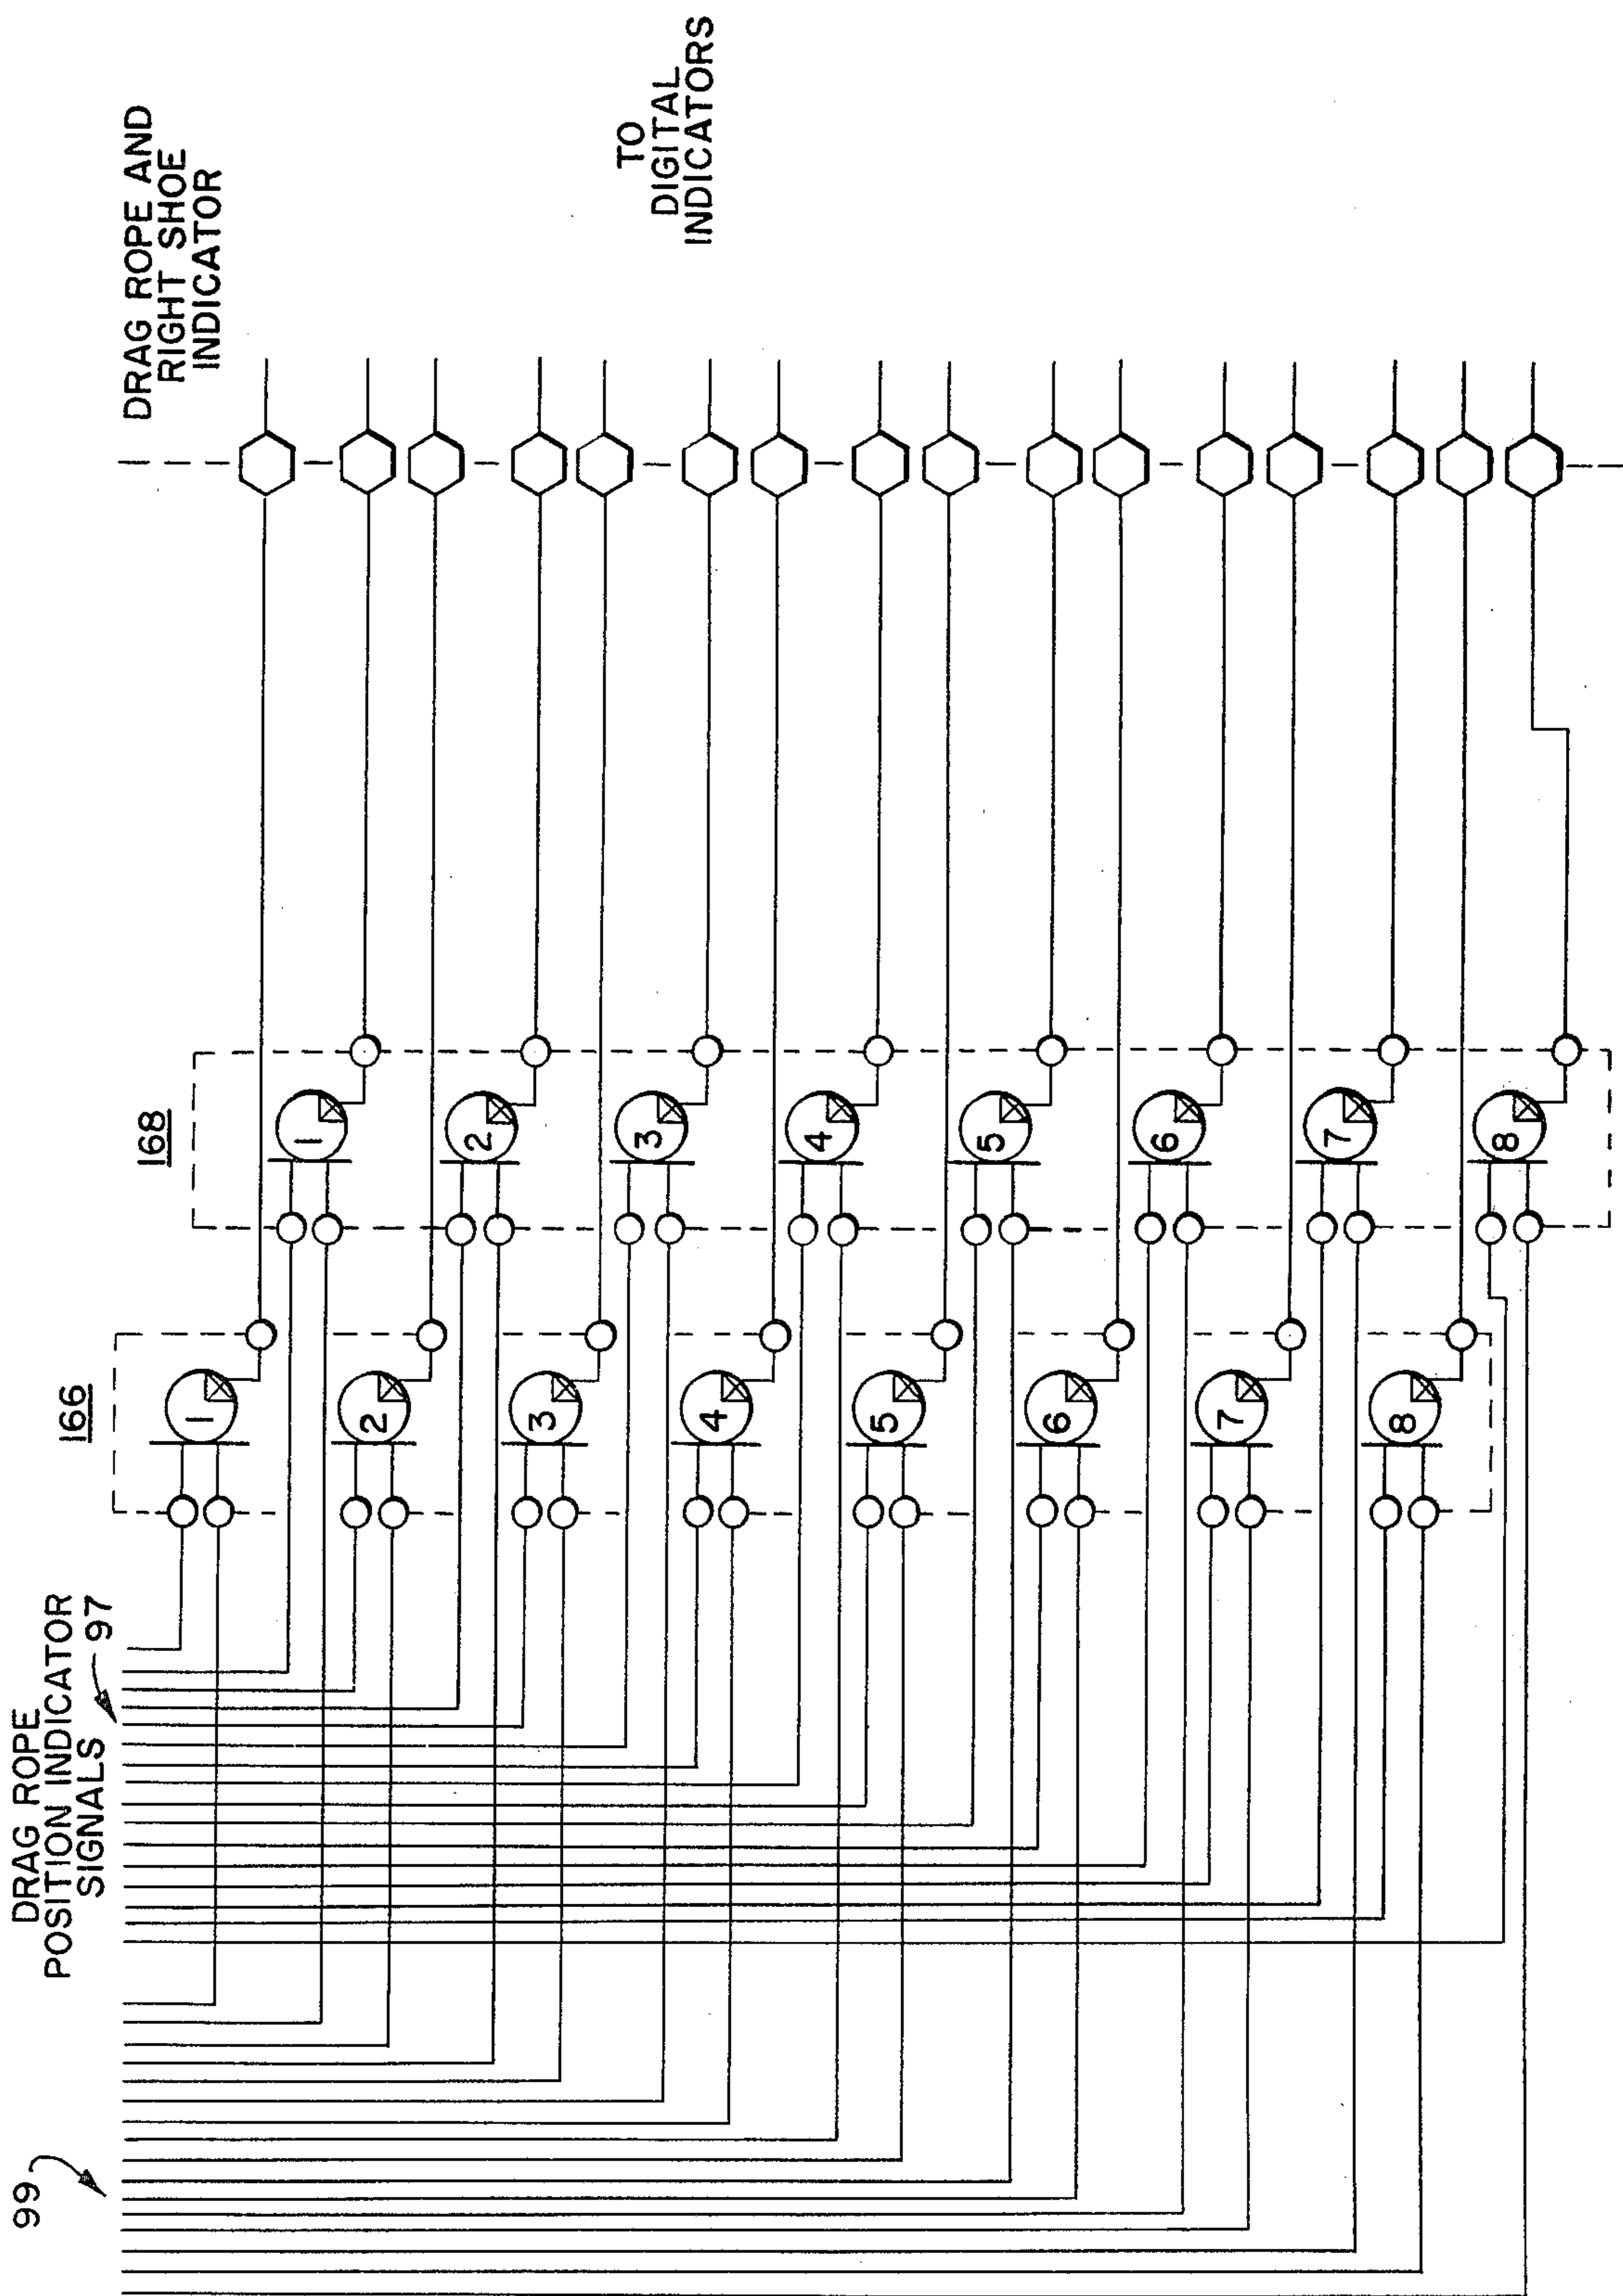 DRAG ROPE AND
RIGHT SHOE
INDICATOR
TO
DIGITAL
INDICATORS
168
1
2
3
4
5
6
7
8
166
1
2
3
4
5
6
7
8
DRAG ROPE
POSITION INDICATOR
SIGNALS
97
99